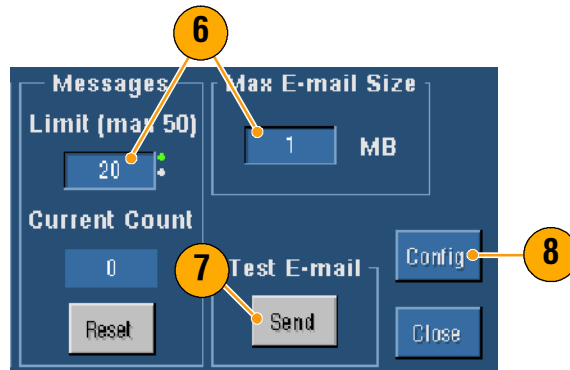 6
Messages
Max E-mail Size
Limit (max 50)
20
1 MB
Current Count
0
7
Test E-mail
Config
8
Reset
Send
Close